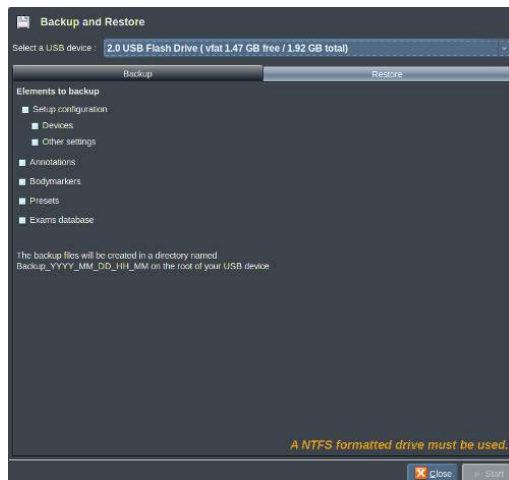 Backup and Restore
Select a USB device : 2.0 USB Flash Drive ( vfat 1.47 GB free / 1.92 GB total)
Backup Restore
Elements to backup
Setup configuration
Devices
Other settings
Annotations
Bodymarkers
Presets
Exams database
The backup files will be created in a directory named
Backup_YYYY_MM_DD_HH_MM on the root of your USB device
A NTFS formatted drive must be used.
Close Start